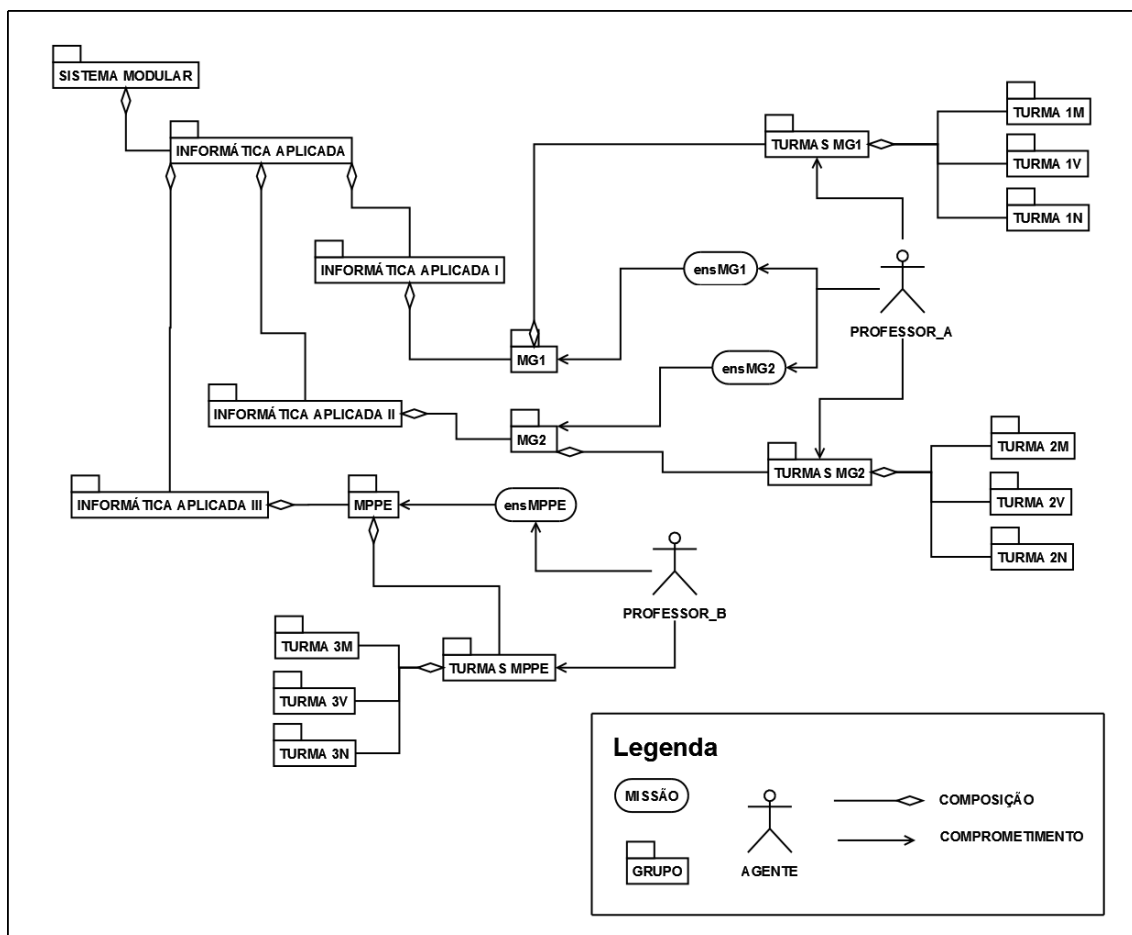 SISTEMA MODULAR
INFORMÁTICA APLICADA
TURMAS MG1
TURMA 1M
TURMA 1V
TURMA 1N
INFORMÁTICA APLICADA I
ensMG1
PROFESSOR_A
MG1
ensMG2
INFORMÁTICA APLICADA II
MG2
TURMAS MG2
TURMA 2M
TURMA 2V
TURMA 2N
INFORMÁTICA APLICADA III
MPPE
ensMPPE
PROFESSOR_B
TURMA 3M
TURMA 3V
TURMA 3N
TURMAS MPPE
Legenda
MISSÃO
GRUPO
AGENTE
COMPOSIÇÃO
COMPROMETIMENTO